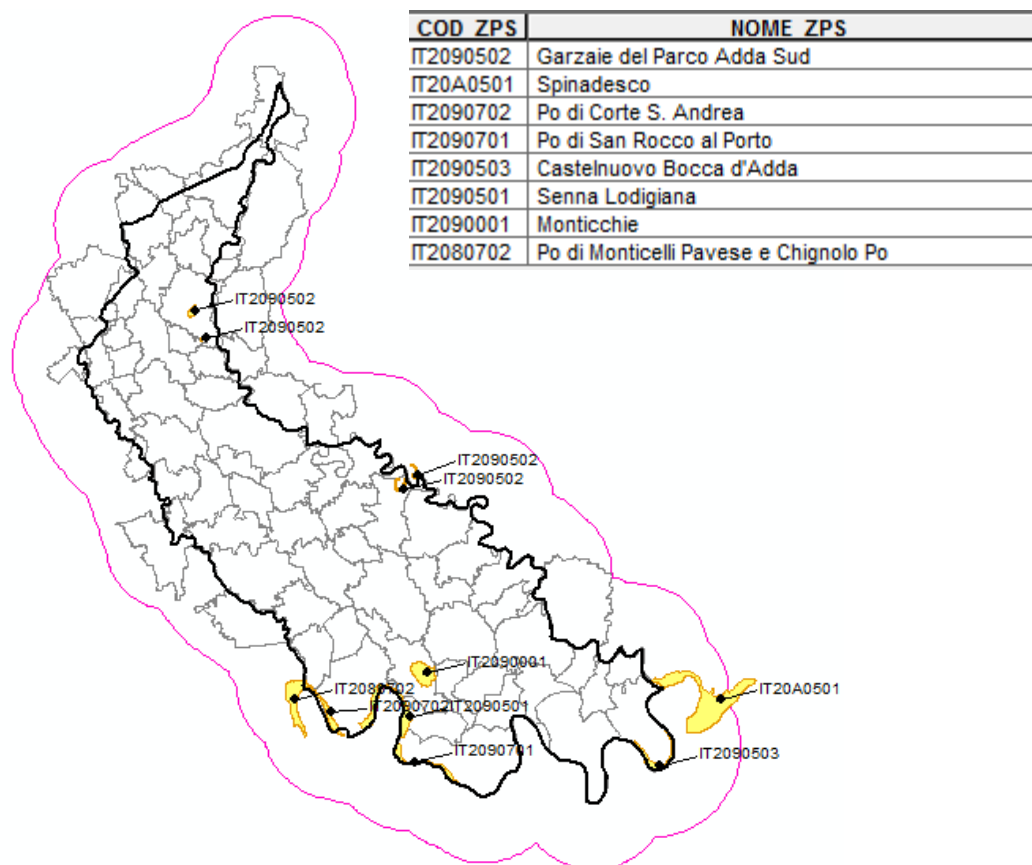 COD_ZPS NOME_ZPS
IT2090502 Garzaie del Parco Adda Sud
IT20A0501 Spinadesco
IT2090702 Po di Corte S. Andrea
IT2090701 Po di San Rocco al Porto
IT2090503 Castelnuovo Bocca d'Adda
IT2090501 Senna Lodigiana
IT2090001 Monticchie
IT2080702 Po di Monticelli Pavese e Chignolo Po
IT2090502
IT2090502
IT2090502
IT2090502
IT2090001
IT2080702
IT20A0501
IT2090702
IT2090501
IT2090701
IT2090503